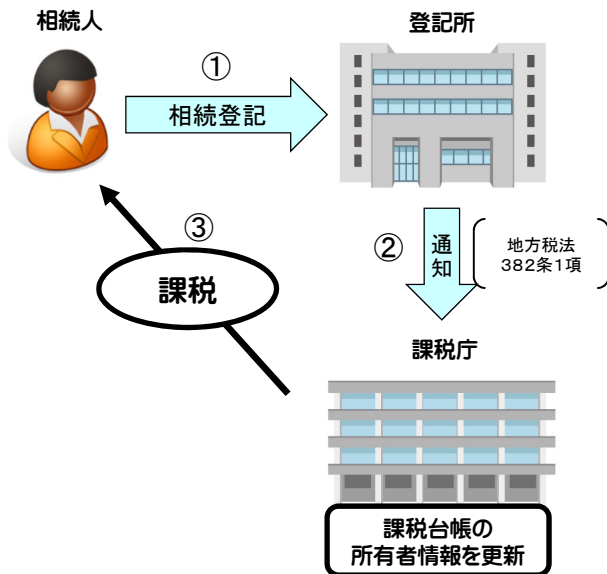 相続人
登記所
①
相続登記
②
通知
地方税法
382条1項
③
課税
課税庁
課税台帳の
所有者情報を更新